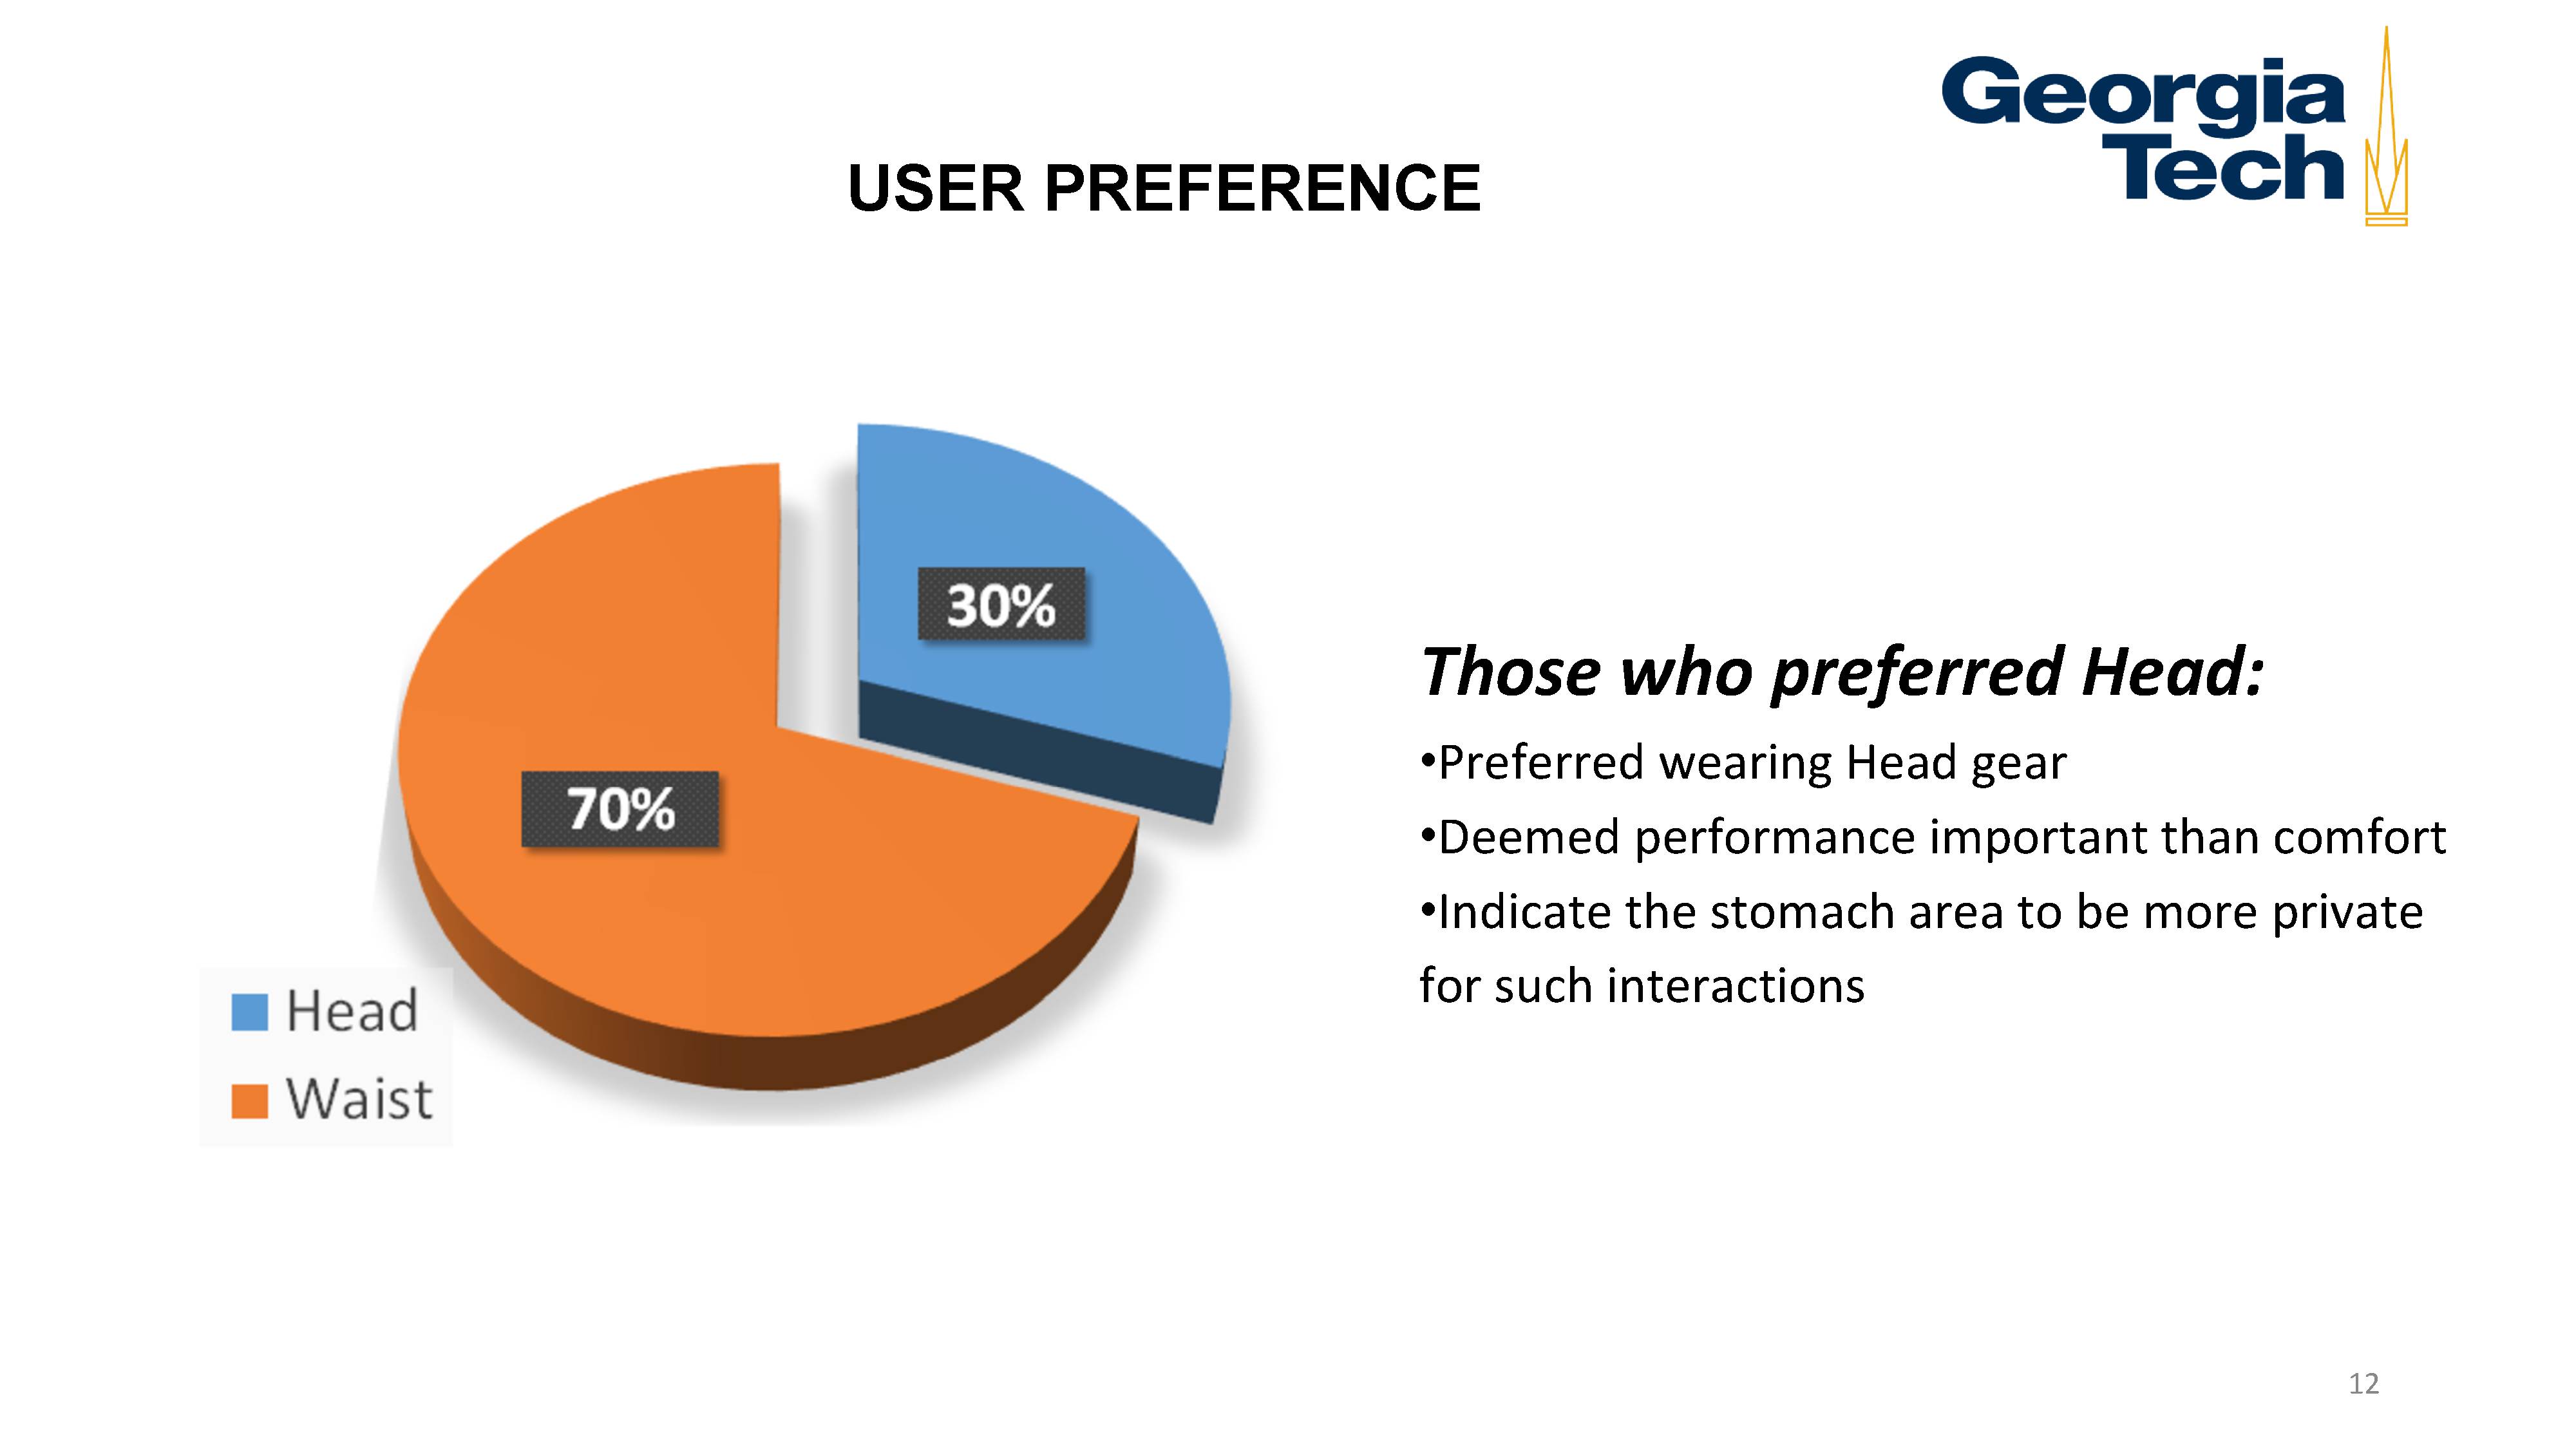 Georgia
Tech
USER PREFERENCE
30%
70%
Head
Waist
Those who preferred Head:
•Preferred wearing Head gear
•Deemed performance important than comfort
•Indicate the stomach area to be more private
for such interactions
12